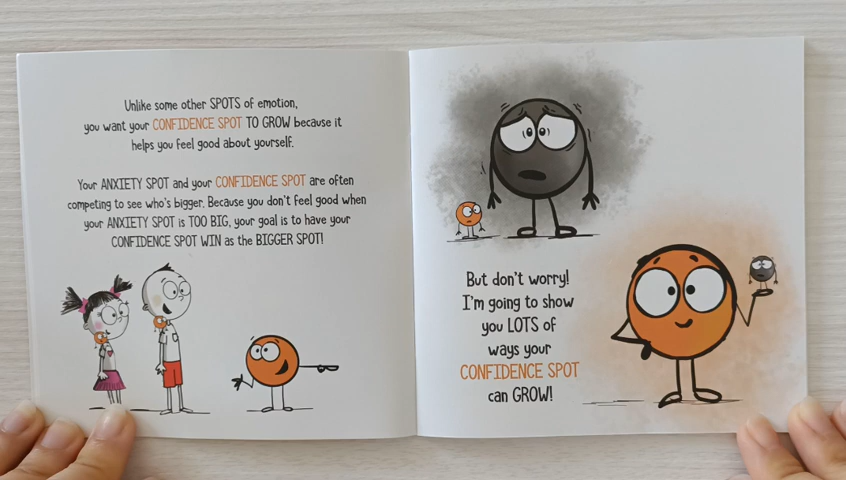 Unlike some other SPOTS of emotion,
you want your CONFIDENCE SPOT TO GROW because it
helps you feel good about yourself.
Your ANXIETY SPOT and your CONFIDENCE SPOT are often
competing to see who's bigger. Because you don't feel good when
your ANXIETY SPOT is TOO BIG, your goal is to have your
CONFIDENCE SPOT WIN as the BIGGER SPOT!
But don't worry!
I'm going to show
you LOTS of
ways your
CONFIDENCE SPOT
can GROW!